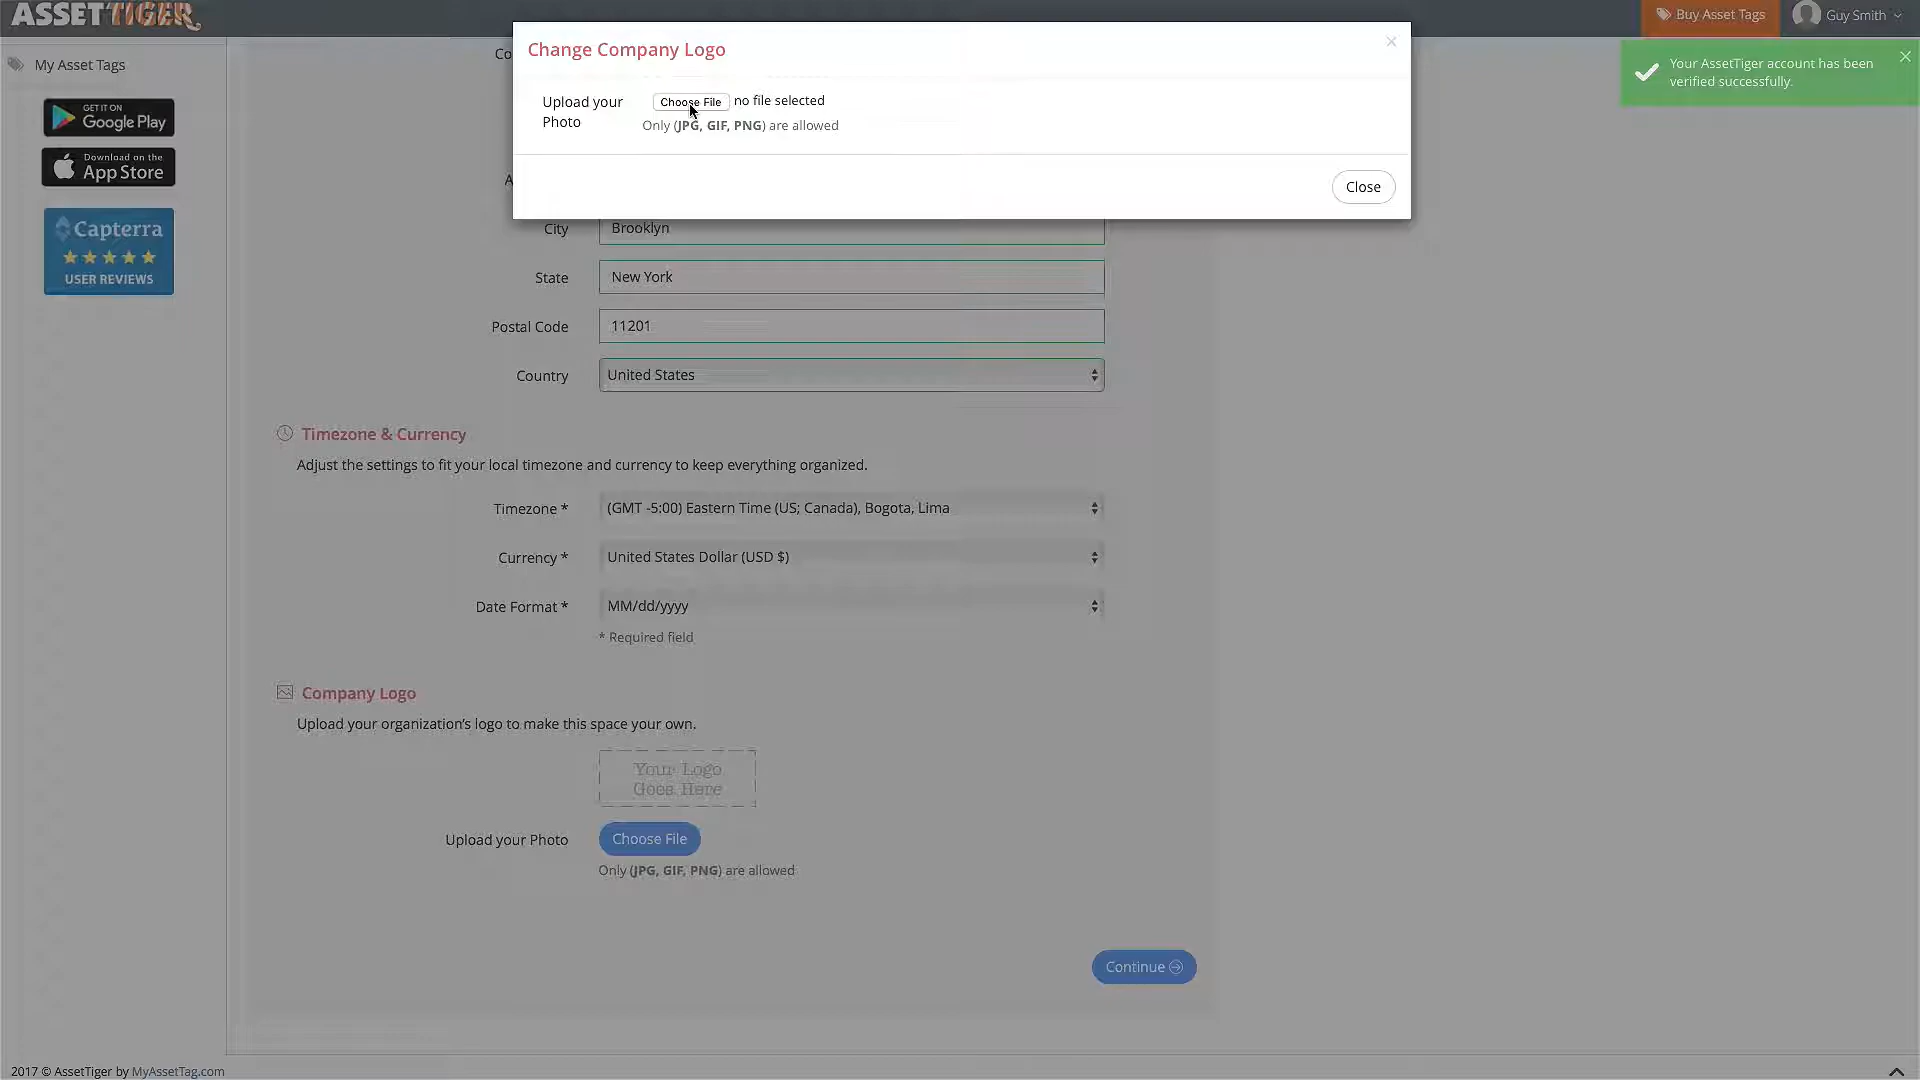 ASSETTIGER
Buy Asset Tags
Guy Smith
My Asset Tags
GET IT ON
Google Play
Download on the
App Store
Capterra
USER REVIEWS
Change Company Logo
×
Upload your
Photo
Choose File no file selected
Only (JPG, GIF, PNG) are allowed
Close
Your AssetTiger account has been
verified successfully.
Co
A
City
Brooklyn
State
New York
Postal Code
11201
Country
United States
Timezone & Currency
Adjust the settings to fit your local timezone and currency to keep everything organized.
Timezone *
(GMT -5:00) Eastern Time (US; Canada), Bogota, Lima
Currency *
United States Dollar (USD $)
Date Format *
MM/dd/yyyy
* Required field
Company Logo
Upload your organization's logo to make this space your own.
Your Logo
Goes Here
Upload your Photo
Choose File
Only (JPG, GIF, PNG) are allowed
Continue
2017 © AssetTiger by MyAssetTag.com